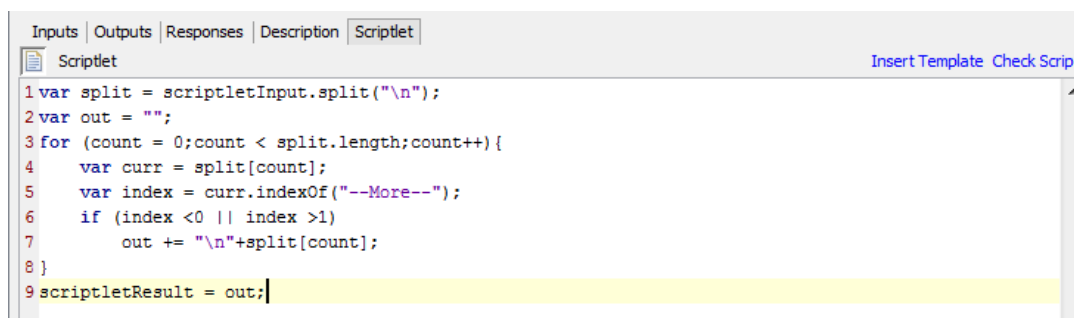 Inputs Outputs Responses Description Scriptlet
Scriptlet Insert Template Check Scrip
1 var split = scriptletInput.split("\n");
2 var out = "";
3 for (count = 0;count < split.length;count++){
4 var curr = split[count];
5 var index = curr.indexOf("--More--");
6 if (index <0 || index >1)
7 out += "\n"+split[count];
8 }
9 scriptletResult = out;